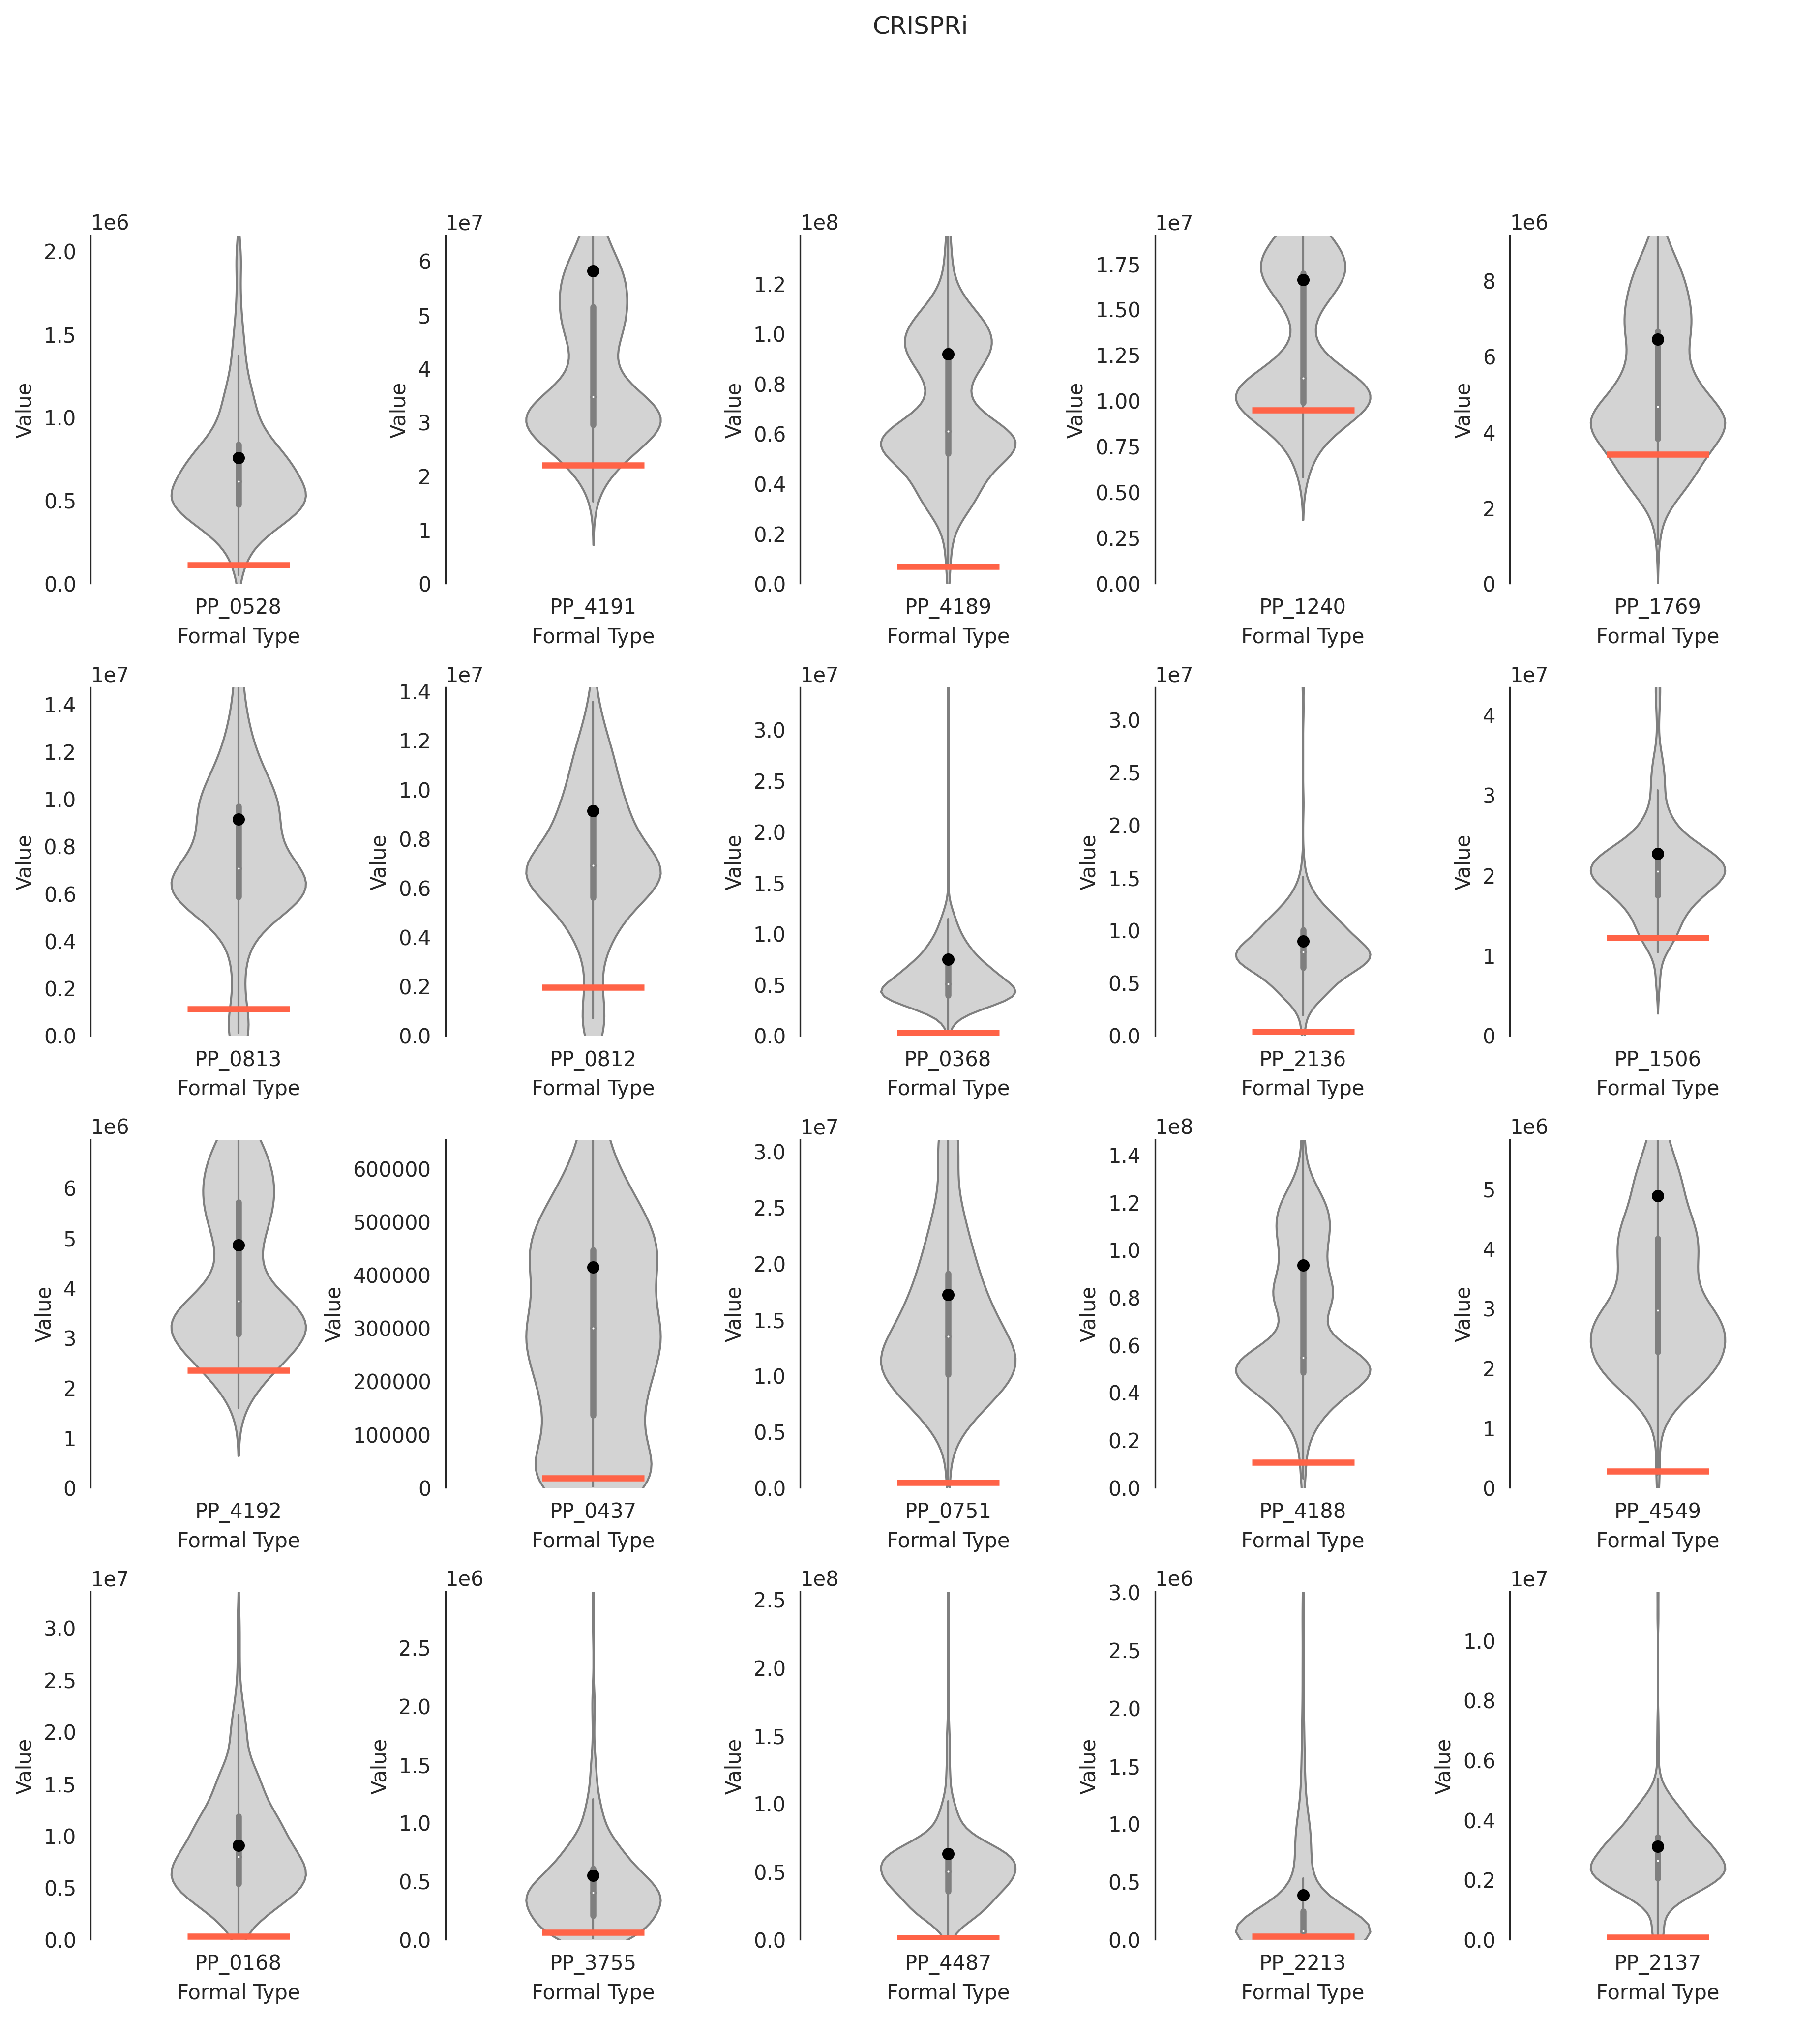 CRISPRi
1e6 1e7 1e8 1e7 1e6
2.0 1.5 1.0 0.5 0.0
Value
PP_0528
Formal Type
6 5 4 3 2 1 0
Value
PP_4191
Formal Type
1.2 1.0 0.8 0.6 0.4 0.2 0.0
Value
PP_4189
Formal Type
1.75 1.50 1.25 1.00 0.75 0.50 0.25 0.00
Value
PP_1240
Formal Type
8 6 4 2 0
Value
PP_1769
Formal Type
1e7 1e7 1e7 1e7 1e7
1.4 1.2 1.0 0.8 0.6 0.4 0.2 0.0
Value
PP_0813
Formal Type
1.4 1.2 1.0 0.8 0.6 0.4 0.2 0.0
Value
PP_0812
Formal Type
3.0 2.5 2.0 1.5 1.0 0.5 0.0
Value
PP_0368
Formal Type
3.0 2.5 2.0 1.5 1.0 0.5 0.0
Value
PP_2136
Formal Type
4 3 2 1 0
Value
PP_1506
Formal Type
1e6 1e7 1e8 1e6
6 5 4 3 2 1 0
Value
PP_4192
Formal Type
600000 500000 400000 300000 200000 100000 0
Value
PP_0437
Formal Type
3.0 2.5 2.0 1.5 1.0 0.5 0.0
Value
PP_0751
Formal Type
1.4 1.2 1.0 0.8 0.6 0.4 0.2 0.0
Value
PP_4188
Formal Type
5 4 3 2 1 0
Value
PP_4549
Formal Type
1e7 1e6 1e8 1e6 1e7
3.0 2.5 2.0 1.5 1.0 0.5 0.0
Value
PP_0168
Formal Type
2.5 2.0 1.5 1.0 0.5 0.0
Value
PP_3755
Formal Type
2.5 2.0 1.5 1.0 0.5 0.0
Value
PP_4487
Formal Type
3.0 2.5 2.0 1.5 1.0 0.5 0.0
Value
PP_2213
Formal Type
1.0 0.8 0.6 0.4 0.2 0.0
Value
PP_2137
Formal Type